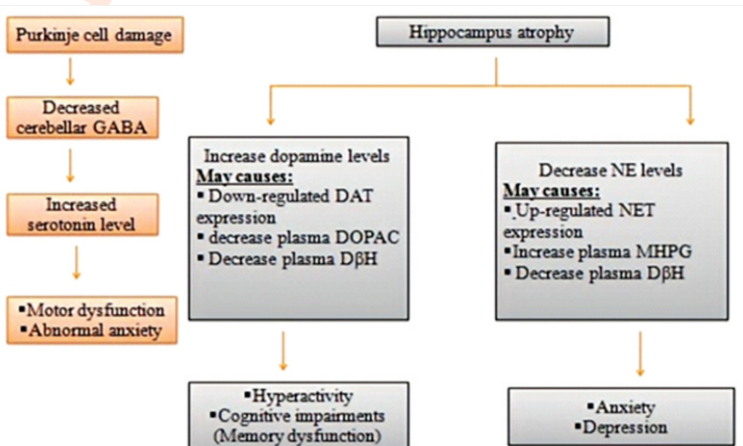 Purkinje cell damage
Decreased
cerebellar GABA
Increased
serotonin level
▪Motor dysfunction
▪Abnormal anxiety
Hippocampus atrophy
Increase dopamine levels
May causes:
▪ Down-regulated DAT
expression
▪ decrease plasma DOPAC
▪ Decrease plasma DβH
▪Hyperactivity
▪Cognitive impairments
(Memory dysfunction)
Decrease NE levels
May causes:
▪.Up-regulated NET
expression
▪Increase plasma MHPG
▪ Decrease plasma DβH
▪Anxiety
▪Depression